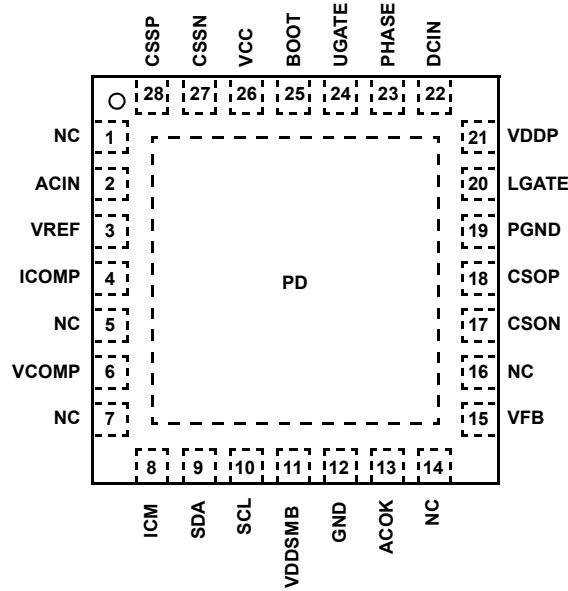 CSSP
CSSN
VCC
BOOT
UGATE
PHASE
DCIN
28
27
26
25
24
23
22
NC
1
ACIN
2
VREF
3
ICOMP
4
NC
5
VCOMP
6
NC
7
PD
21
VDDP
20
LGATE
19
PGND
18
CSOP
17
CSON
16
NC
15
VFB
8
9
10
11
12
13
14
ICM
SDA
SCL
VDDSMB
GND
ACOK
NC